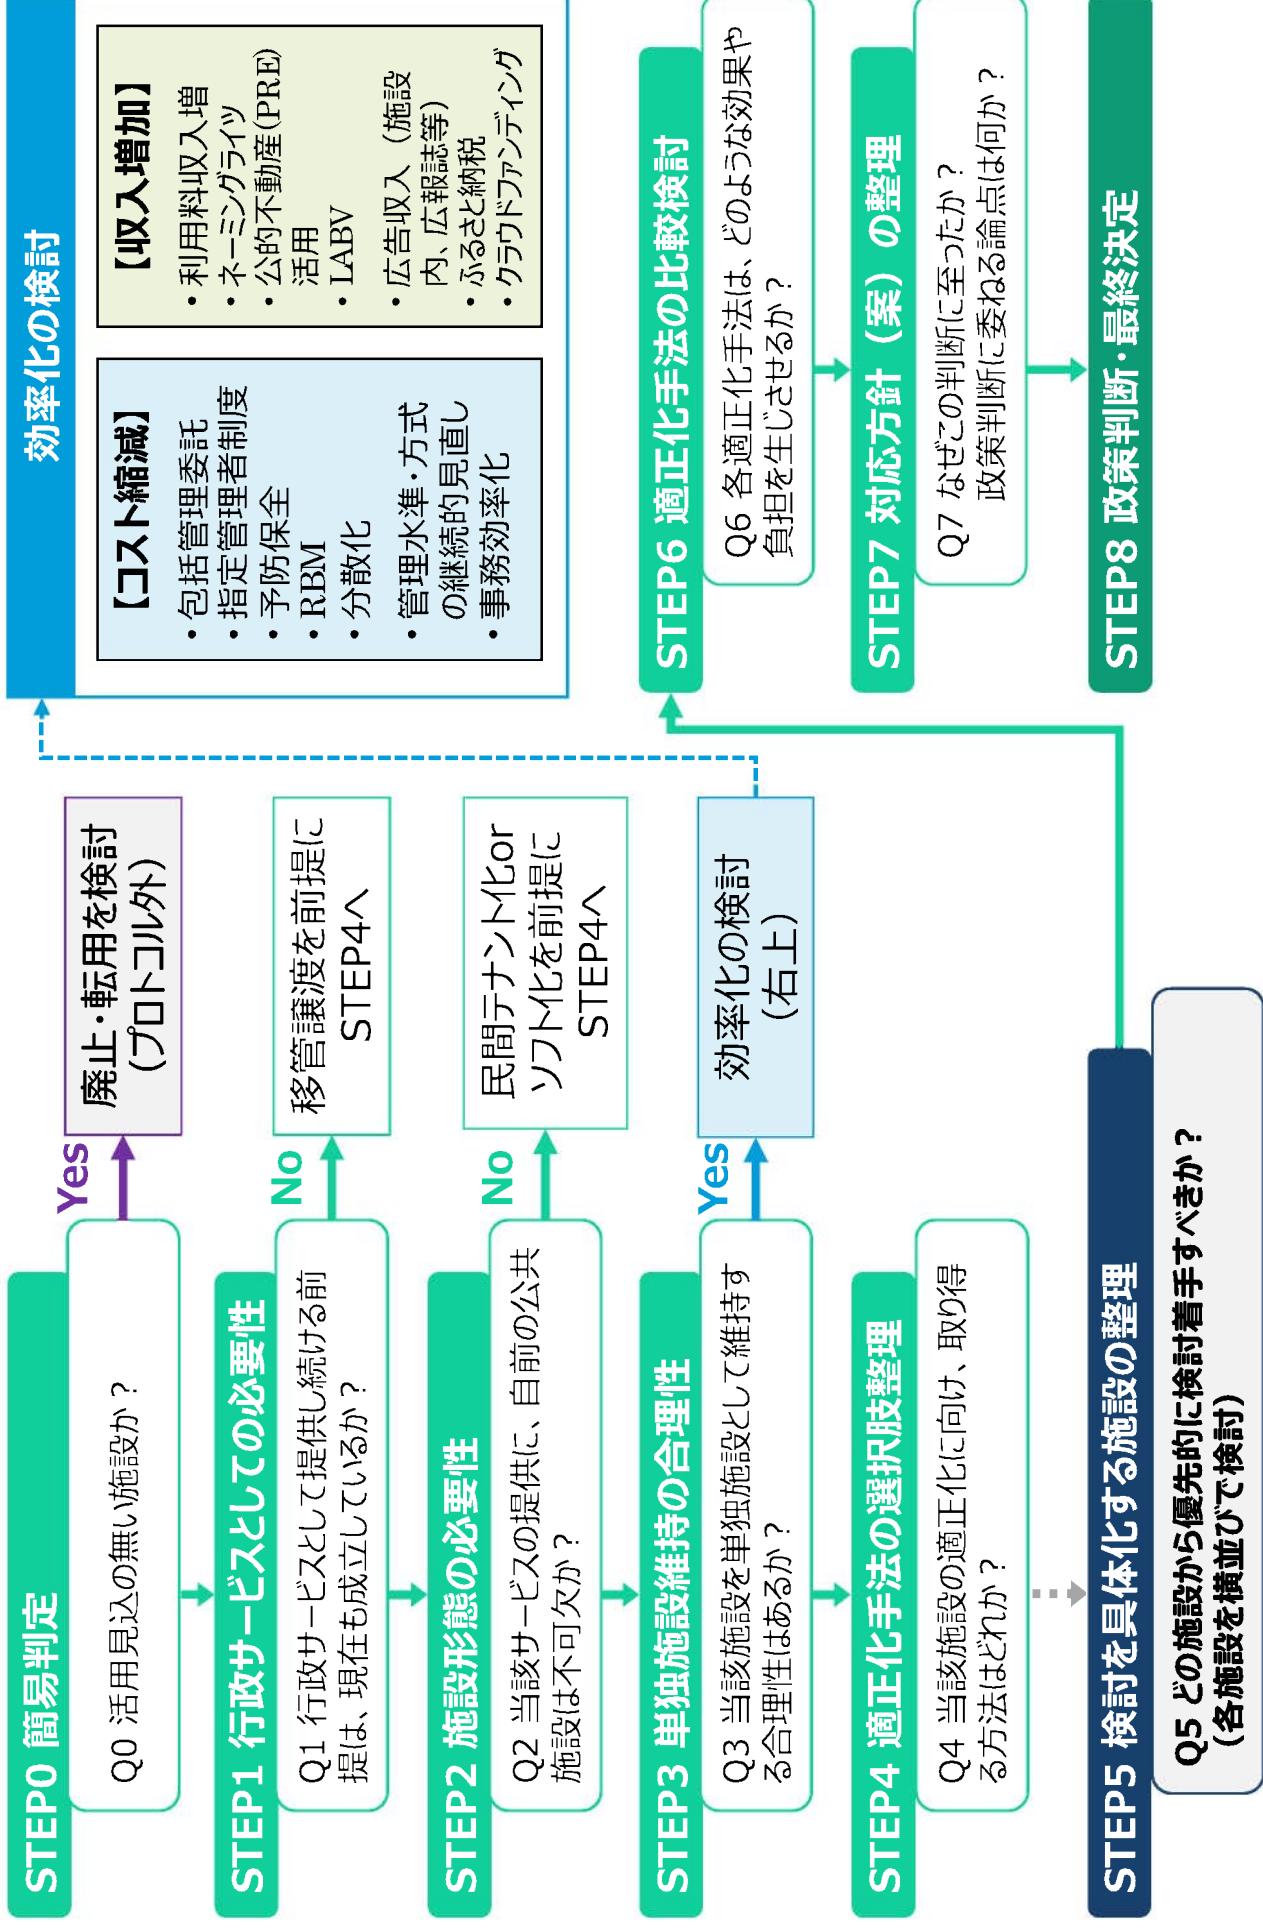 STEP0 簡易判定
Q0 活用見込の無い施設か？
Yes
廃止・転用を検討
(プロトコル外)
STEP1 行政サービスとしての必要性
Q1 行政サービスとして提供し続ける前
提は、現在も成立しているか？
No
移管譲渡を前提に
STEP4へ
STEP2 施設形態の必要性
Q2 当該サービスの提供に、自前の公共
施設は不可欠か？
No
民間テナント化or
ソフト化を前提に
STEP4へ
STEP3 単独施設維持の合理性
Q3 当該施設を単独施設として維持す
る合理性はあるか？
Yes
効率化の検討
(右上)
STEP4 適正化手法の選択肢整理
Q4 当該施設の適正化に向け、取り得
る方法はどれか？
STEP5 検討を具体化する施設の整理
Q5 どの施設から優先的に検討着手すべきか？
(各施設を横並びで検討)
効率化の検討
【コスト縮減】
・包括管理委託
・指定管理者制度
・予防保全
・RBM
・分散化
・管理水準・方式
の継続的見直し
・事務効率化
【収入増加】
・利用料収入増
・ネーミングライツ
・公的不動産(PRE)
活用
・LABV
・広告収入（施設
内、広報誌等）
・ふるさと納税
・クラウドファンディング
STEP6 適正化手法の比較検討
Q6 各適正化手法は、どのような効果や
負担を生じさせるか？
STEP7 対応方針（案）の整理
Q7 なぜこの判断に至ったか？
政策判断に委ねる論点は何か？
STEP8 政策判断・最終決定